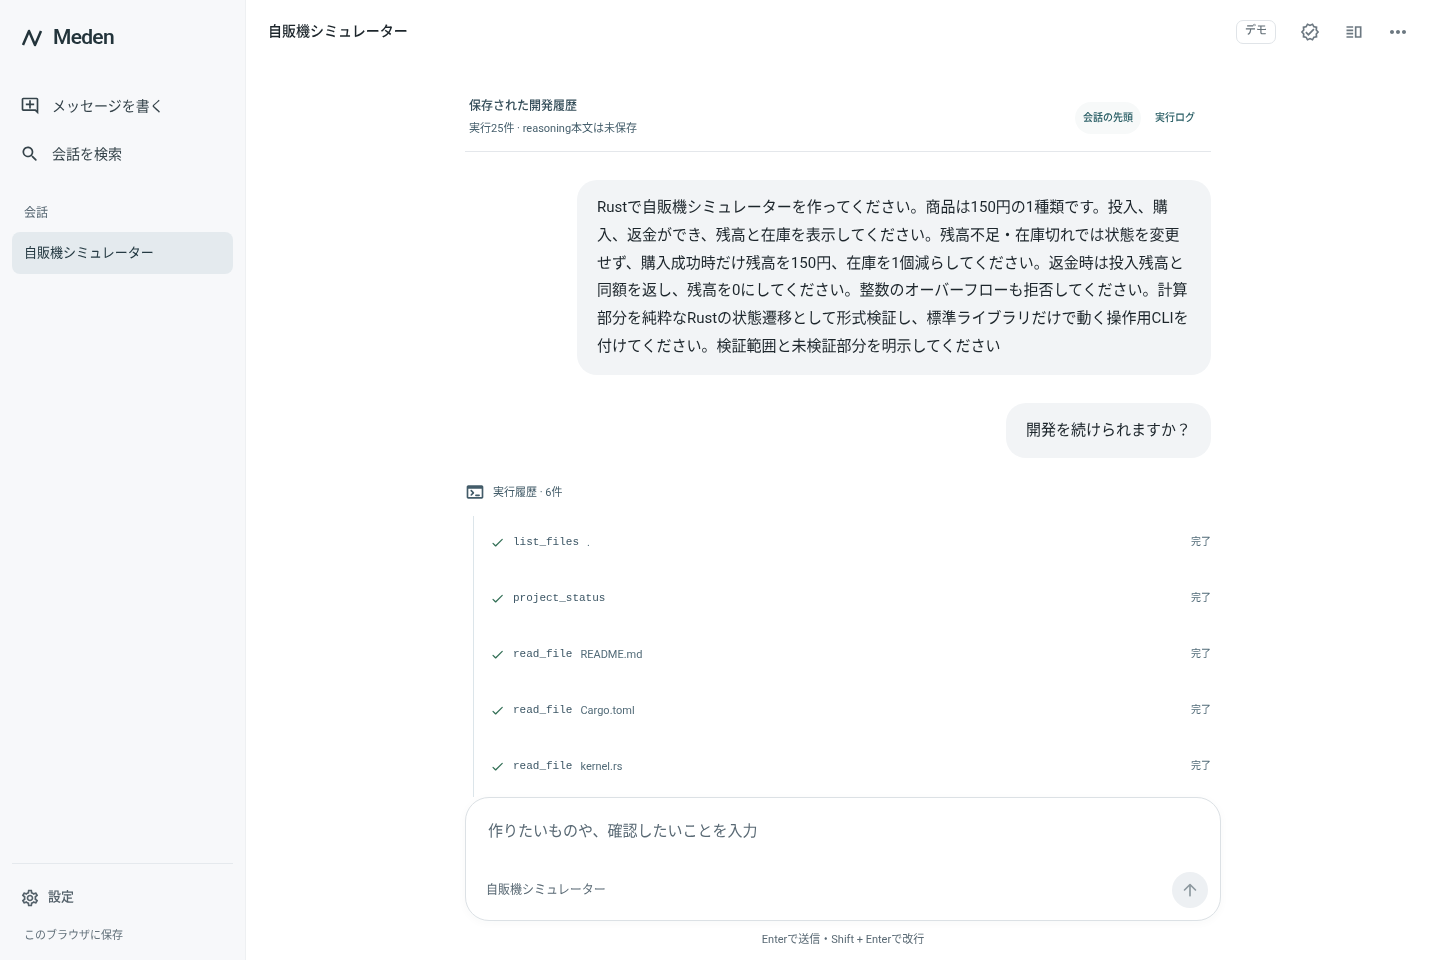 Meden
メッセージを書く
会話を検索
会話
自販機シミュレーター
設定
このブラウザに保存
自販機シミュレーター
デモ
保存された開発履歴
実行25件 · reasoning本文は未保存
会話の先頭
実行ログ
Rustで自販機シミュレーターを作ってください。商品は150円の1種類です。投入、購
入、返金ができ、残高と在庫を表示してください。残高不足・在庫切れでは状態を変更
せず、購入成功時だけ残高を150円、在庫を1個減らしてください。返金時は投入残高と
同額を返し、残高を0にしてください。整数のオーバーフローも拒否してください。計算
部分を純粋なRustの状態遷移として形式検証し、標準ライブラリだけで動く操作用CLIを
付けてください。検証範囲と未検証部分を明示してください
開発を続けられますか？
実行履歴 · 6件
list_files . 完了
project_status 完了
read_file README.md 完了
read_file Cargo.toml 完了
read_file kernel.rs 完了
作りたいものや、確認したいことを入力
自販機シミュレーター
Enterで送信・Shift + Enterで改行